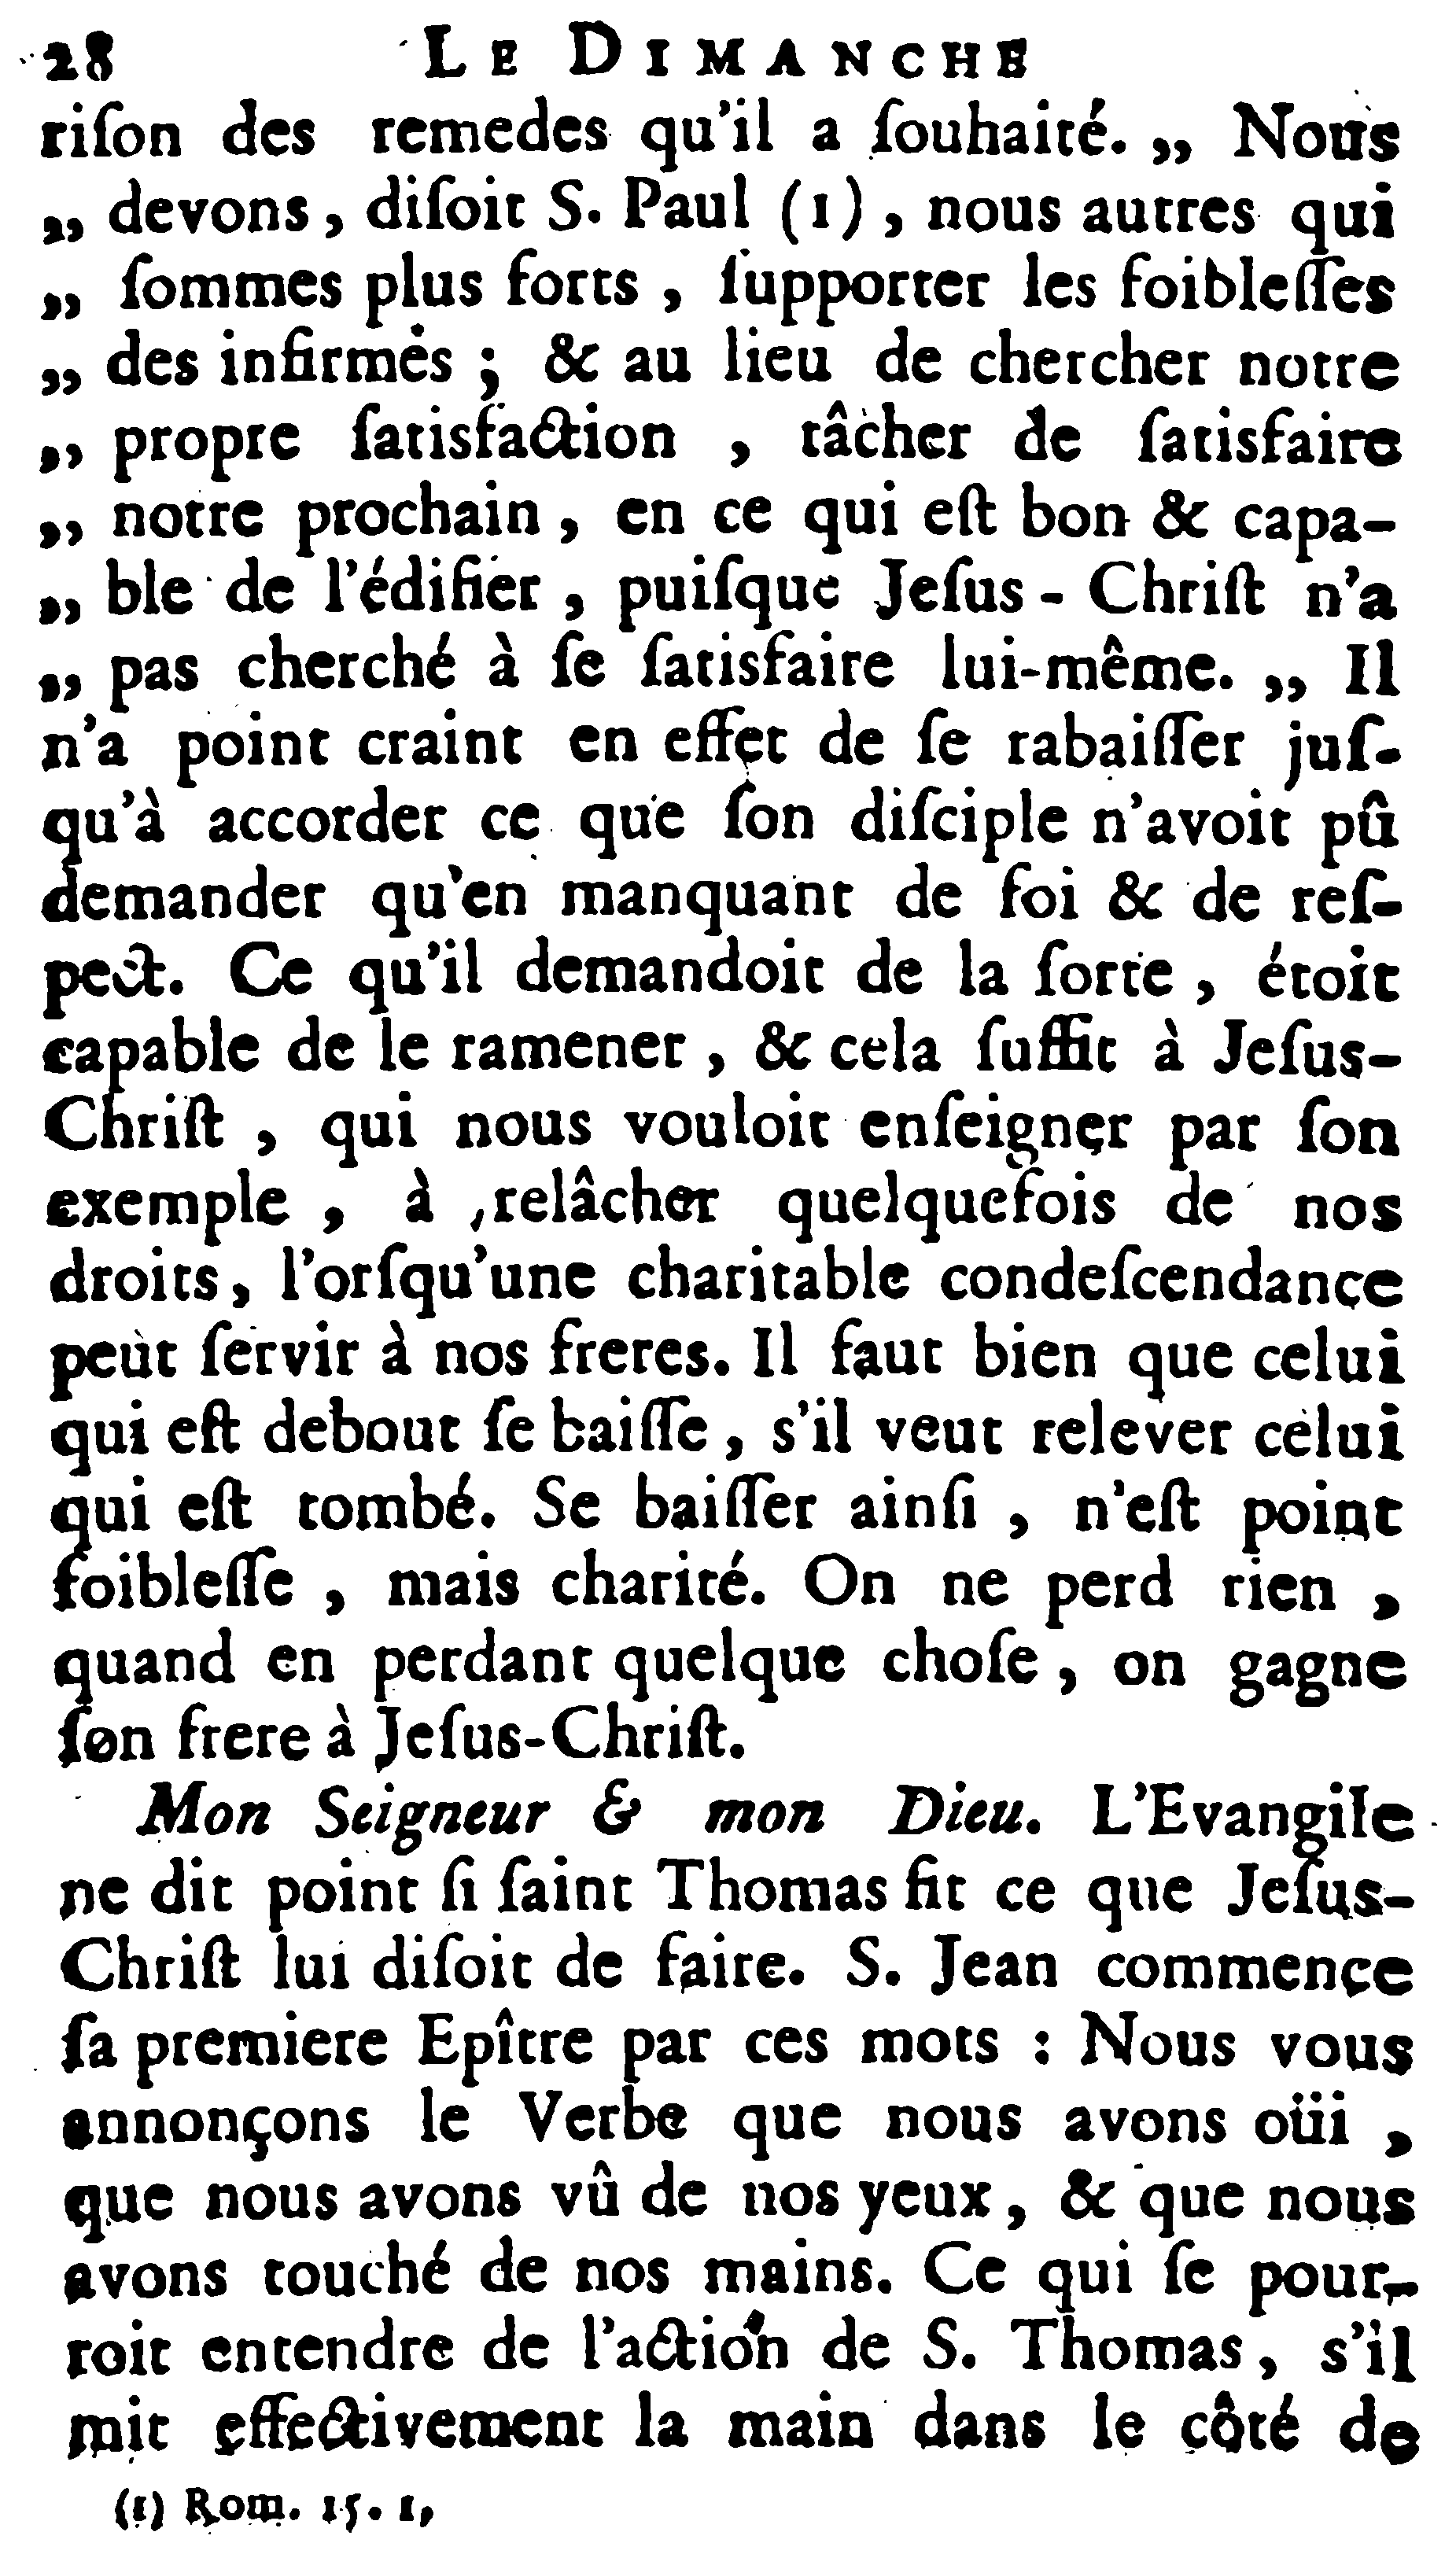 28 LE DIMANCHE
riſon des remedes qu'il a ſouhaité. „ Nous
„ devons, diſoit S. Paul (1), nous autres qui
„ ſommes plus forts, ſupporter les foibleſſes
„ des infirmes; & au lieu de chercher notre
„ propre ſatisfaction, tâcher de ſatisfaire
„ notre prochain, en ce qui eſt bon & capa-
„ ble de l'édifier, puiſque Jeſus-Chriſt n'a
„ pas cherché à ſe ſatisfaire lui-même. „ Il
n'a point craint en effet de ſe rabaiſſer juſ-
qu'à accorder ce que ſon diſciple n'avoit pû
demander qu'en manquant de foi & de reſ-
pect. Ce qu'il demandoit de la ſorte, étoit
capable de le ramener, & cela ſuffit à Jeſus-
Chriſt, qui nous vouloit enſeigner par ſon
exemple, à relâcher quelquefois de nos
droits, l'orſqu'une charitable condeſcendance
peut ſervir à nos freres. Il faut bien que celui
qui eſt debout ſe baiſſe, s'il veut relever celui
qui eſt tombé. Se baiſſer ainſi, n'eſt point
foibleſſe, mais charité. On ne perd rien,
quand en perdant quelque choſe, on gagne
ſon frere à Jeſus-Chriſt.
Mon Seigneur & mon Dieu. L'Evangile
ne dit point ſi ſaint Thomas fit ce que Jeſus-
Chriſt lui diſoit de faire. S. Jean commence
ſa premiere Epître par ces mots : Nous vous
annonçons le Verbe que nous avons oüi,
que nous avons vû de nos yeux, & que nous
avons touché de nos mains. Ce qui ſe pour-
roit entendre de l'action de S. Thomas, s'il
mit effectivement la main dans le côté de
(1) Rom. 15. 1,